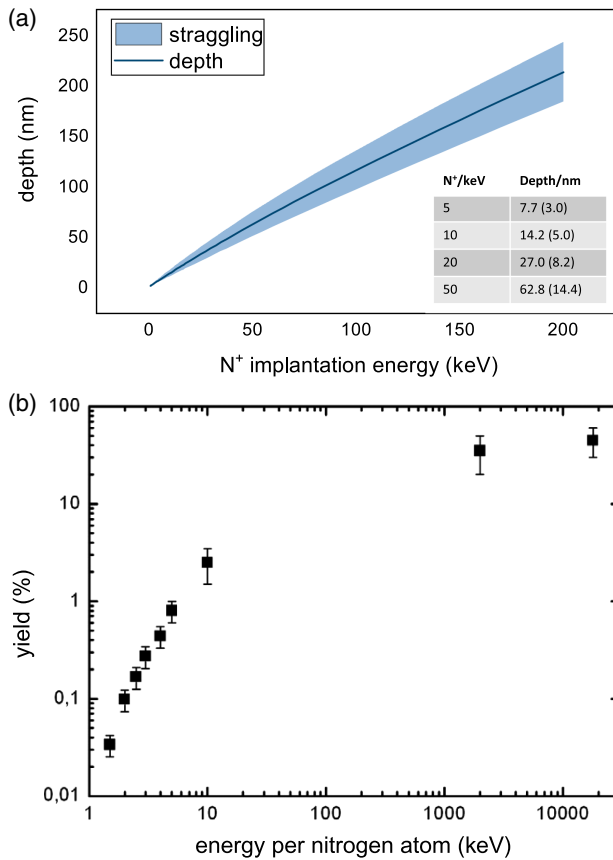 (a)
straggling
depth
250
200
150
100
50
0
depth (nm)
N⁺/keV Depth/nm
5 7.7 (3.0)
10 14.2 (5.0)
20 27.0 (8.2)
50 62.8 (14.4)
0 50 100 150 200
N⁺ implantation energy (keV)
(b)
100
10
1
0,1
0,01
yield (%)
1 10 100 1000 10000
energy per nitrogen atom (keV)